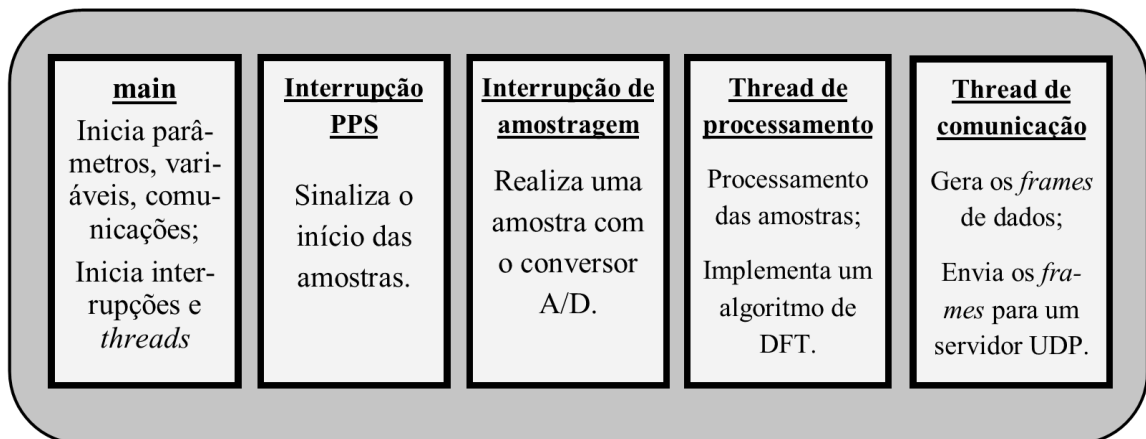 main
Inicia parâ-
metros, vari-
áveis, comu-
nicações;
Inicia inter-
rupções e
threads
Interrupção
PPS
Sinaliza o
início das
amostras.
Interrupção de
amostragem
Realiza uma
amostra com
o conversor
A/D.
Thread de
processamento
Processamento
das amostras;
Implementa um
algoritmo de
DFT.
Thread de
comunicação
Gera os frames
de dados;
Envia os fra-
mes para um
servidor UDP.